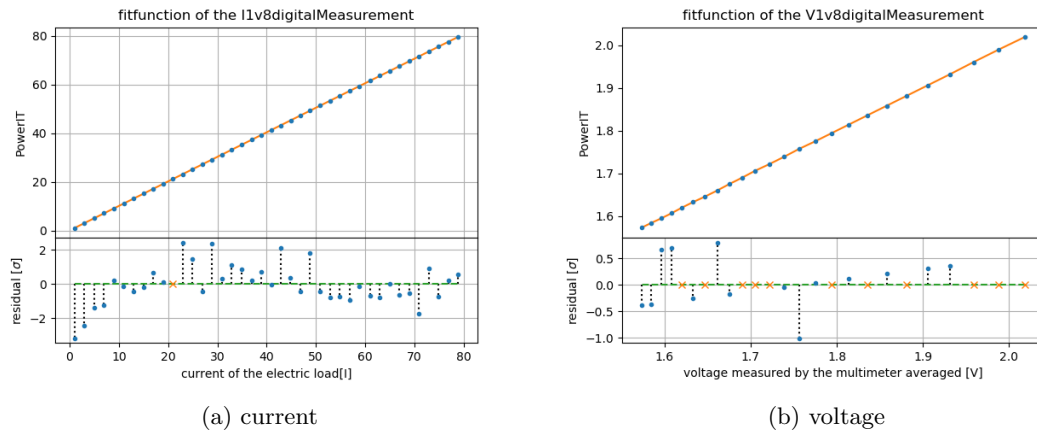 fitfunction of the I1v8digitalMeasurement
80
60
40
20
0
PowerIT
2
0
−2
residual [σ]
0 10 20 30 40 50 60 70 80
current of the electric load[I]
(a) current
fitfunction of the V1v8digitalMeasurement
2.0
1.9
1.8
1.7
1.6
PowerIT
0.5
0.0
−0.5
−1.0
residual [σ]
1.6 1.7 1.8 1.9 2.0
voltage measured by the multimeter averaged [V]
(b) voltage